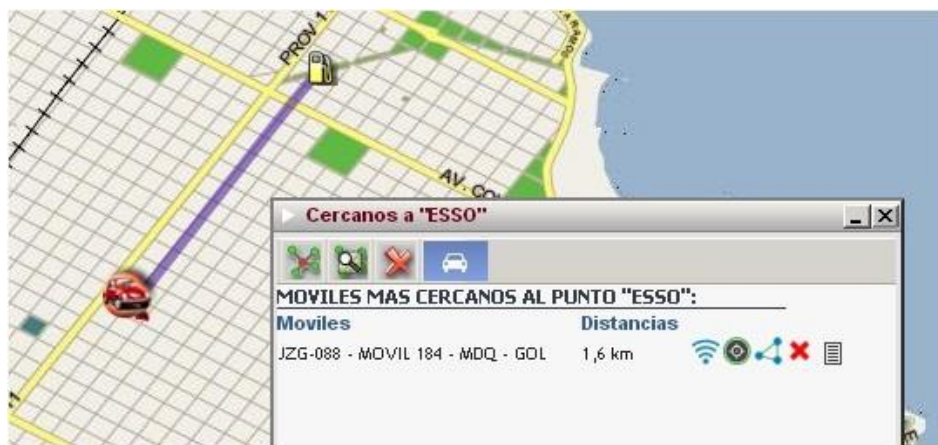 PROV 1
AV. CO
Cercanos a "ESSO"
MOVILES MAS CERCANOS AL PUNTO "ESSO":
Moviles Distancias
JZG-088 - MOVIL 184 - MDQ - GOL 1,6 km